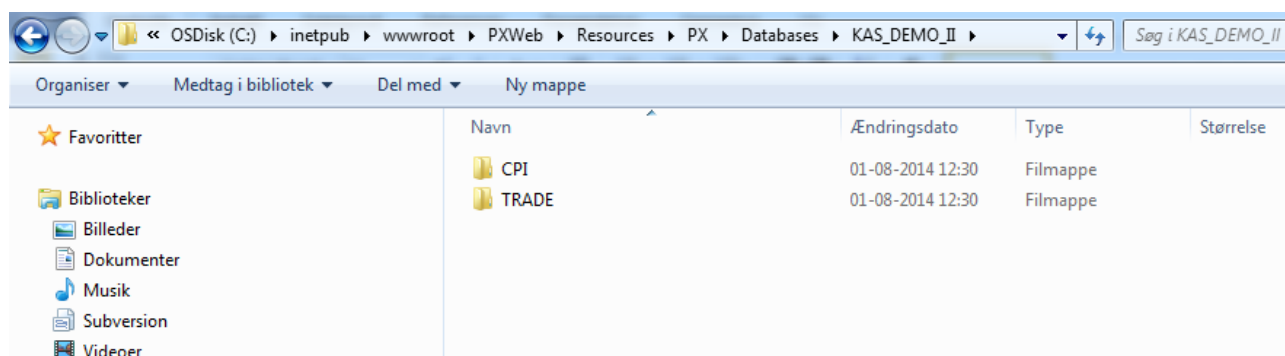 « OSDisk (C:) ▸ inetpub ▸ wwwroot ▸ PXWeb ▸ Resources ▸ PX ▸ Databases ▸ KAS_DEMO_II ▸ Søg i KAS_DEMO_II
Organiser Medtag i bibliotek Del med Ny mappe
Favoritter Navn Ændringsdato Type Størrelse
CPI 01-08-2014 12:30 Filmappe
Biblioteker TRADE 01-08-2014 12:30 Filmappe
Billeder
Dokumenter
Musik
Subversion
Videoer